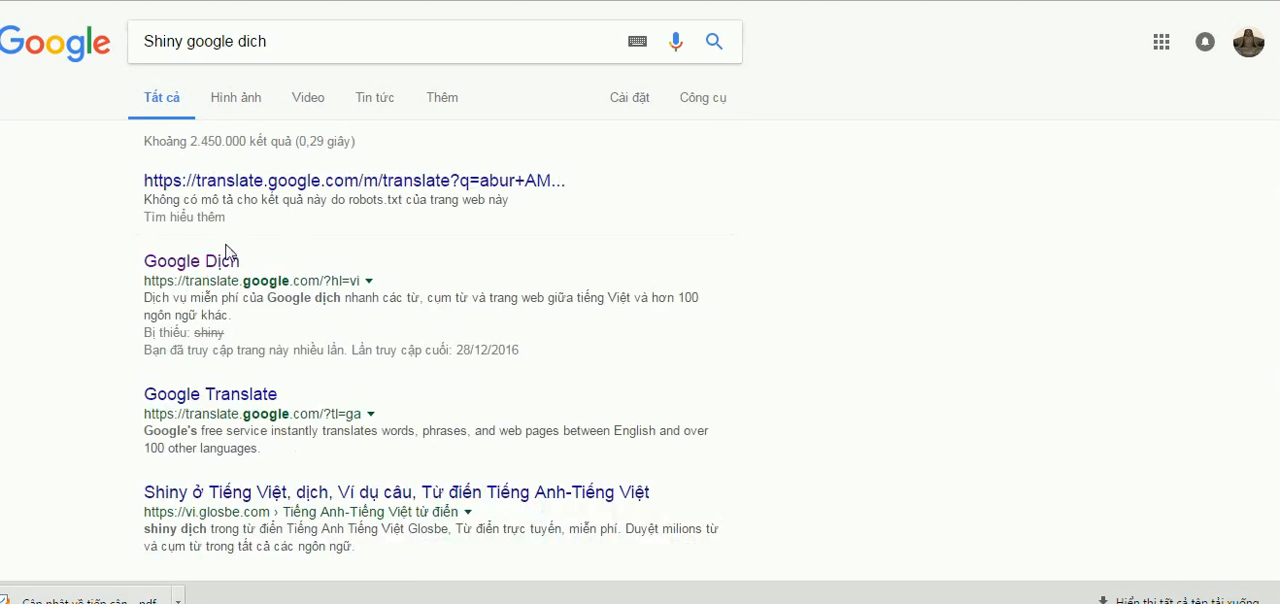 Google
Shiny google dich
Tất cả Hình ảnh Video Tin tức Thêm Cài đặt Công cụ
Khoảng 2.450.000 kết quả (0,29 giây)
https://translate.google.com/m/translate?q=abur+AM...
Không có mô tả cho kết quả này do robots.txt của trang web này
Tìm hiểu thêm
Google Dịch
https://translate.google.com/?hl=vi
Dịch vụ miễn phí của Google dịch nhanh các từ, cụm từ và trang web giữa tiếng Việt và hơn 100
ngôn ngữ khác.
Bị thiếu: shiny
Bạn đã truy cập trang này nhiều lần. Lần truy cập cuối: 28/12/2016
Google Translate
https://translate.google.com/?tl=ga
Google's free service instantly translates words, phrases, and web pages between English and over
100 other languages.
Shiny ở Tiếng Việt, dịch, Ví dụ câu, Từ điển Tiếng Anh-Tiếng Việt
https://vi.glosbe.com › Tiếng Anh-Tiếng Việt từ điển
shiny dịch trong từ điển Tiếng Anh Tiếng Việt Glosbe, Từ điển trực tuyến, miễn phí. Duyệt milions từ
và cụm từ trong tất cả các ngôn ngữ.
Hiển thị tất cả tệp tải xuống